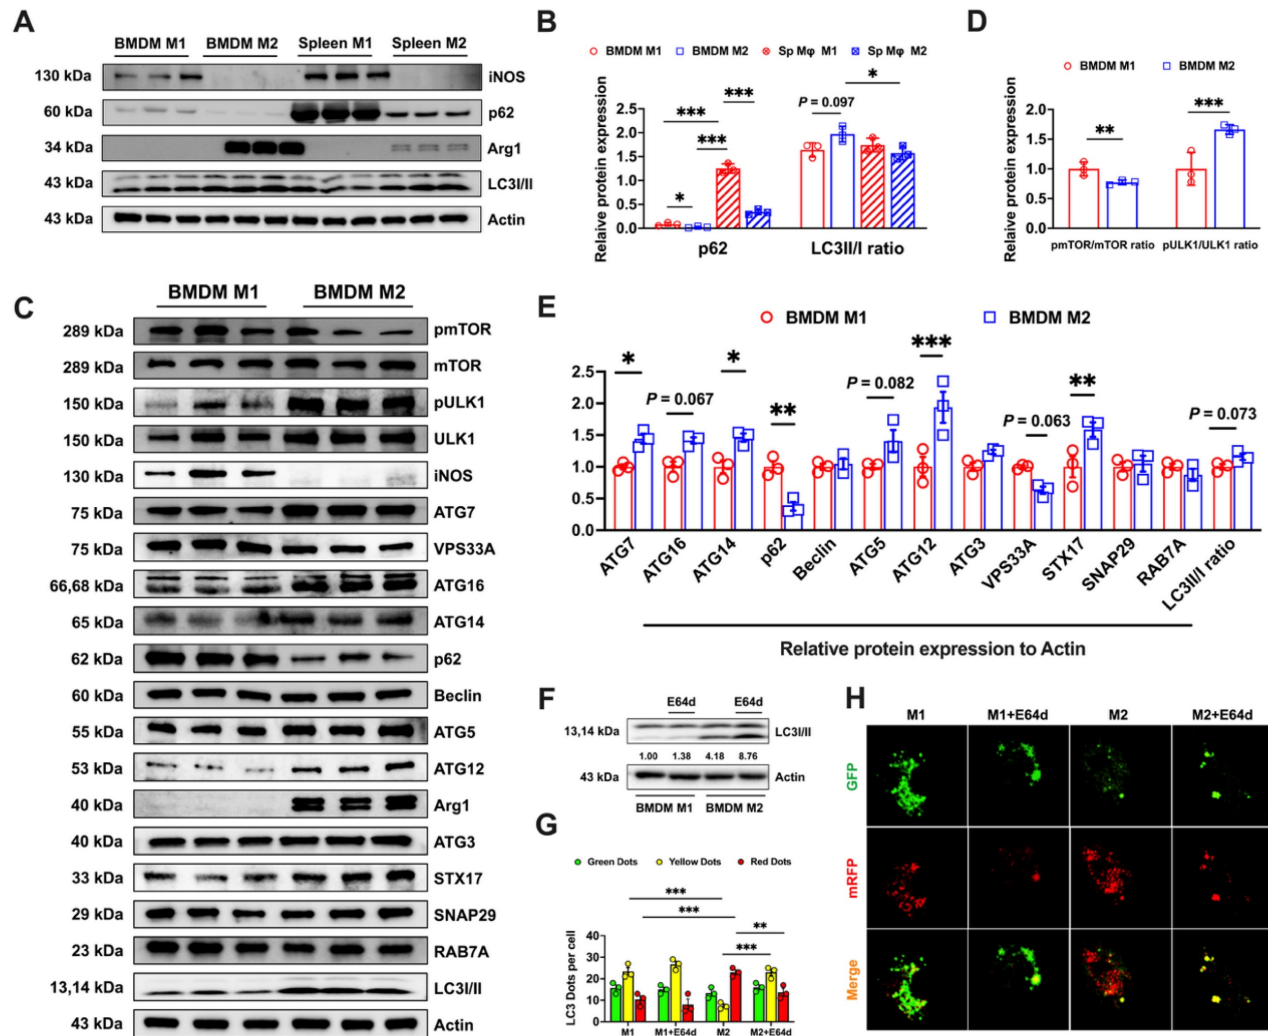 A
BMDM M1 BMDM M2 Spleen M1 Spleen M2
130 kDa iNOS
60 kDa p62
34 kDa Arg1
43 kDa LC3I/II
43 kDa Actin
B
BMDM M1 BMDM M2 Sp Mφ M1 Sp Mφ M2
Relative protein expression
2.5
2.0
1.5
1.0
0.5
0.0
*** *** *** * P = 0.097 *
p62 LC3II/I ratio
D
BMDM M1 BMDM M2
Relative protein expression
2.0
1.5
1.0
0.5
0.0
** ***
pmTOR/mTOR ratio pULK1/ULK1 ratio
C
BMDM M1 BMDM M2
289 kDa pmTOR
289 kDa mTOR
150 kDa pULK1
150 kDa ULK1
130 kDa iNOS
75 kDa ATG7
75 kDa VPS33A
66,68 kDa ATG16
65 kDa ATG14
62 kDa p62
60 kDa Beclin
55 kDa ATG5
53 kDa ATG12
40 kDa Arg1
40 kDa ATG3
33 kDa STX17
29 kDa SNAP29
23 kDa RAB7A
13,14 kDa LC3I/II
43 kDa Actin
E
BMDM M1 BMDM M2
2.5
2.0
1.5
1.0
0.5
0.0
* P = 0.067 * ** P = 0.082 *** P = 0.063 ** P = 0.073
ATG7 ATG16 ATG14 p62 Beclin ATG5 ATG12 ATG3 VPS33A STX17 SNAP29 RAB7A LC3II/I ratio
Relative protein expression to Actin
F
E64d E64d
13,14 kDa LC3I/II
1.00 1.38 4.18 8.76
43 kDa Actin
BMDM M1 BMDM M2
G
Green Dots Yellow Dots Red Dots
LC3 Dots per cell
40
30
20
10
0
*** *** ** ***
M1 M1+E64d M2 M2+E64d
H
M1 M1+E64d M2 M2+E64d
GFP
mRFP
Merge